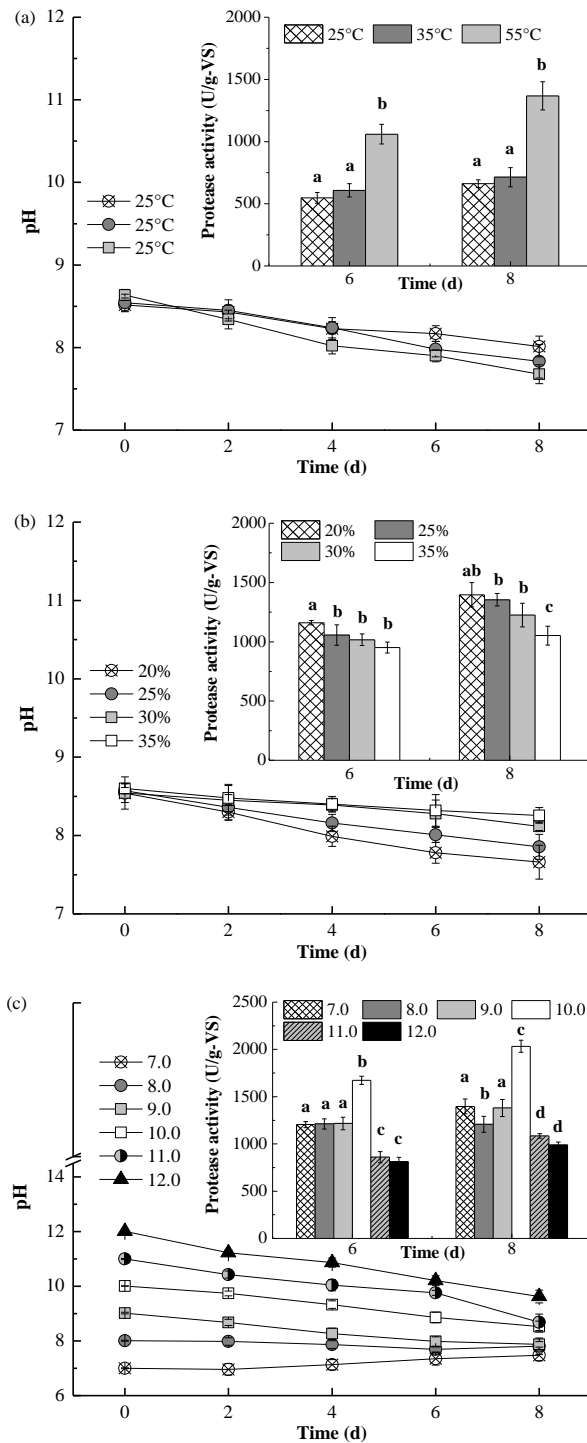 (a)
12
11
10
9
8
7
pH
25°C
25°C
25°C
0 2 4 6 8
Time (d)
2000
1500
1000
500
0
Protease activity (U/g-VS)
25°C 35°C 55°C
a a b
a a b
6 8
Time (d)
(b)
12
11
10
9
8
7
pH
20%
25%
30%
35%
0 2 4 6 8
Time (d)
2000
1500
1000
500
0
Protease activity (U/g-VS)
20% 25%
30% 35%
a b b b
ab b b c
6 8
Time (d)
(c)
14
12
11
10
9
8
7
6
pH
7.0
8.0
9.0
10.0
11.0
12.0
0 2 4 6 8
Time (d)
2500
2000
1500
1000
500
0
Protease activity (U/g-VS)
7.0 8.0 9.0 10.0
11.0 12.0
a a a b c c
a b a c d d
6 8
Time (d)